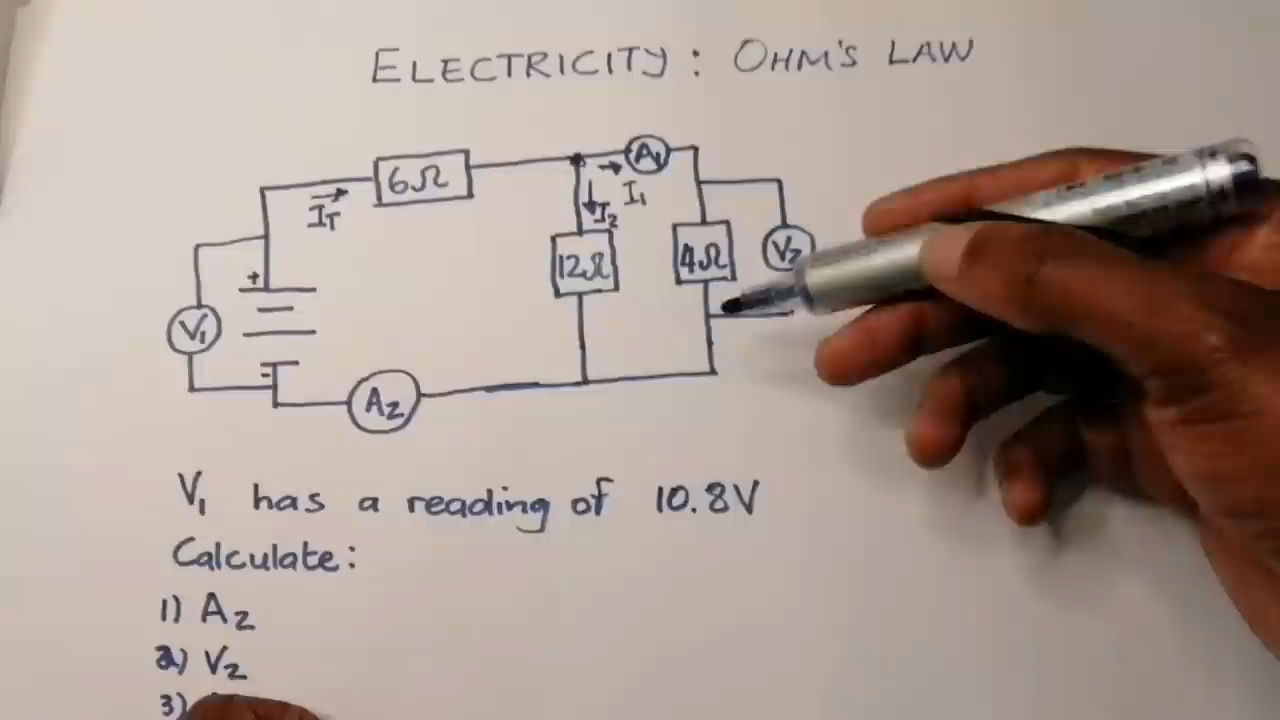 ELECTRICITY: OHM'S LAW
6Ω
A1
I1
IT
I2
12Ω
4Ω
V2
+
V1
-
A2
V1 has a reading of 10.8V
Calculate:
1) A2
2) V2
3)